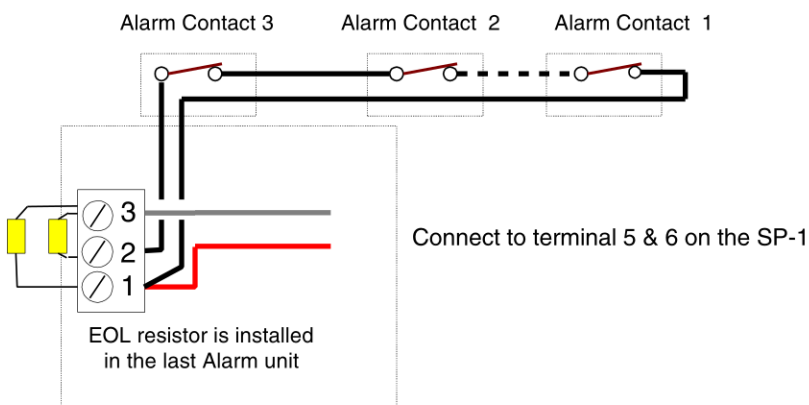 Alarm Contact 3
Alarm Contact 2
Alarm Contact 1
3
2
1
Connect to terminal 5 & 6 on the SP-1
EOL resistor is installed
in the last Alarm unit